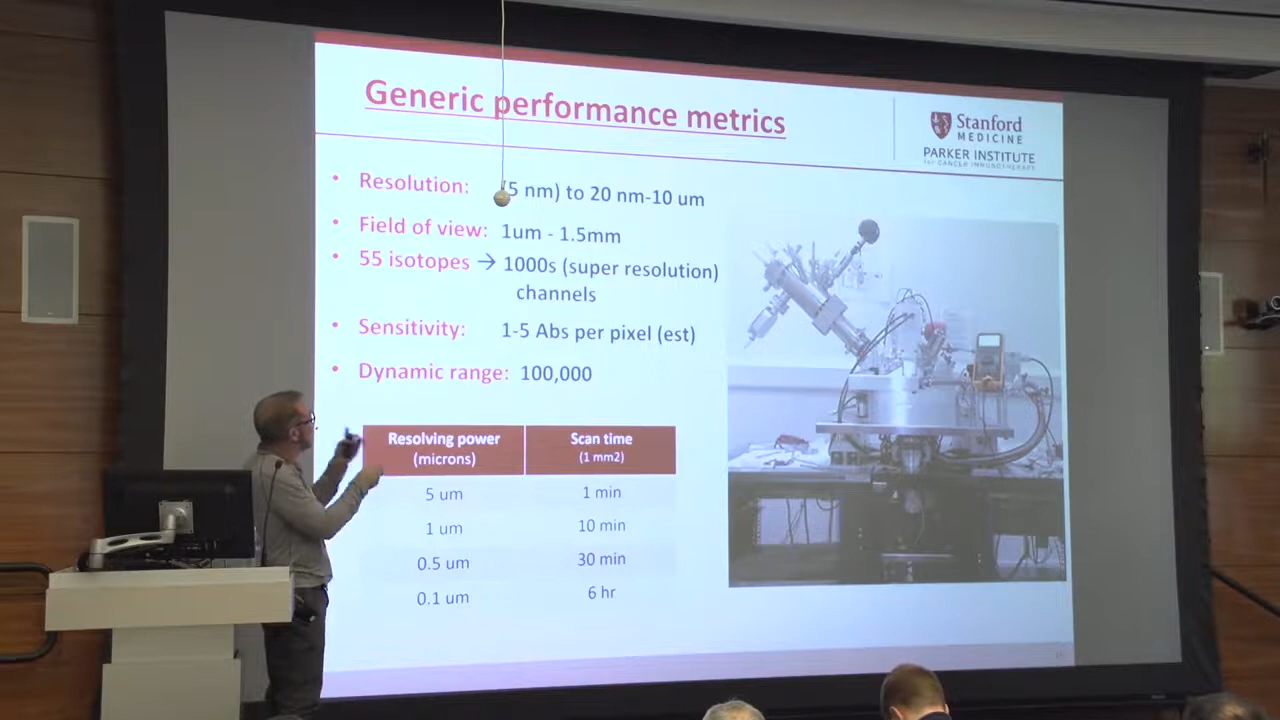 Generic performance metrics
Stanford
MEDICINE
PARKER INSTITUTE
for CANCER IMMUNOTHERAPY
• Resolution: (5 nm) to 20 nm-10 um
• Field of view: 1um - 1.5mm
• 55 isotopes → 1000s (super resolution)
channels
• Sensitivity: 1-5 Abs per pixel (est)
• Dynamic range: 100,000
Resolving power Scan time
(microns) (1 mm2)
5 um 1 min
1 um 10 min
0.5 um 30 min
0.1 um 6 hr